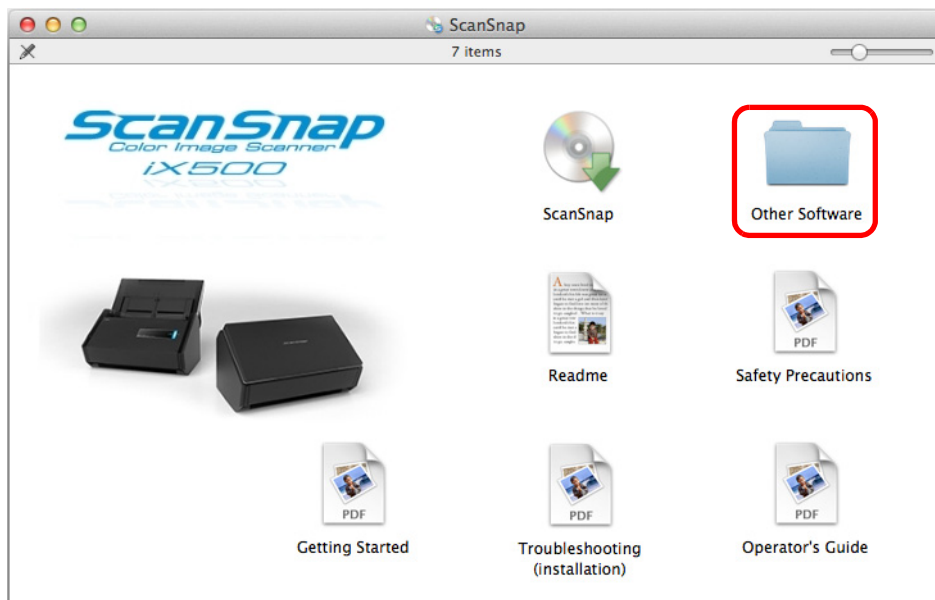 ScanSnap
7 items
ScanSnap
Color Image Scanner
iX500
ScanSnap
Other Software
Readme
PDF
Safety Precautions
PDF
Getting Started
PDF
Troubleshooting
(installation)
PDF
Operator's Guide